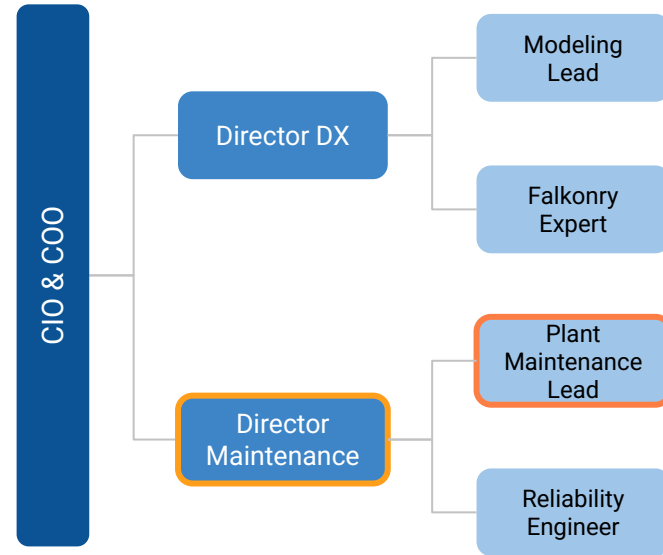 CIO & COO
Director DX
Modeling
Lead
Falkonry
Expert
Director
Maintenance
Plant
Maintenance
Lead
Reliability
Engineer